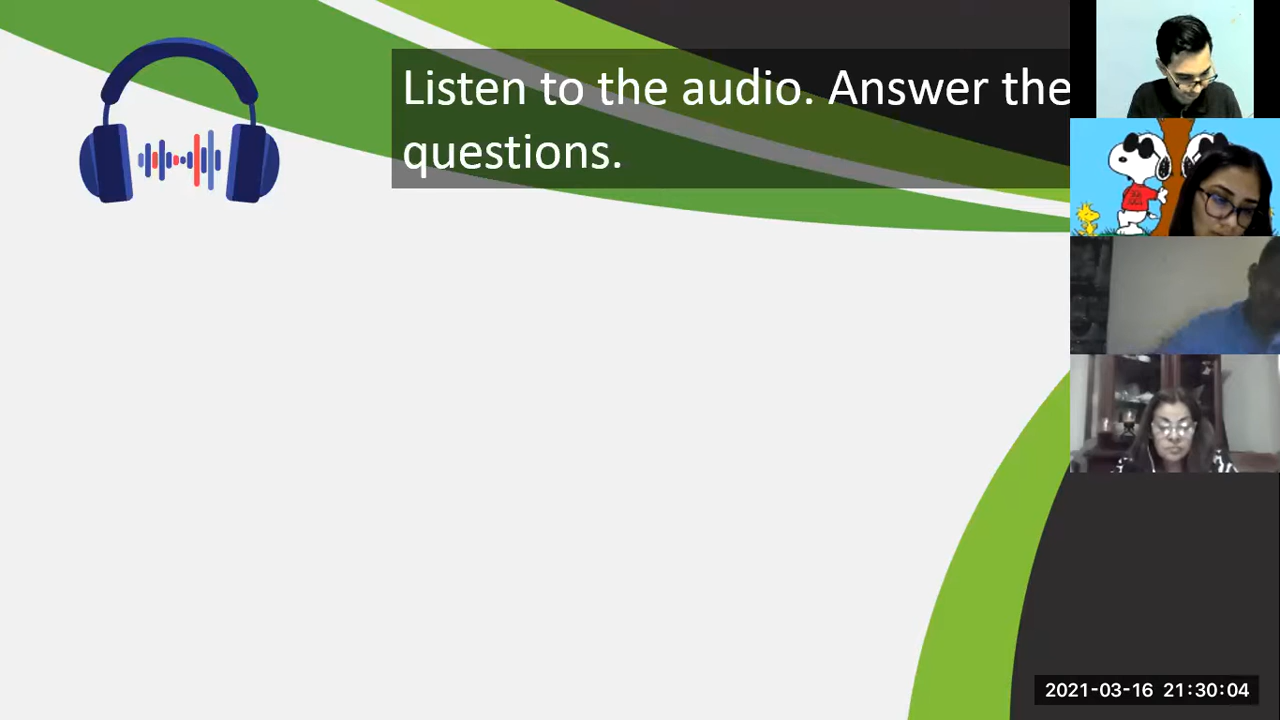 Listen to the audio. Answer the
questions.
2021-03-16 21:30:04